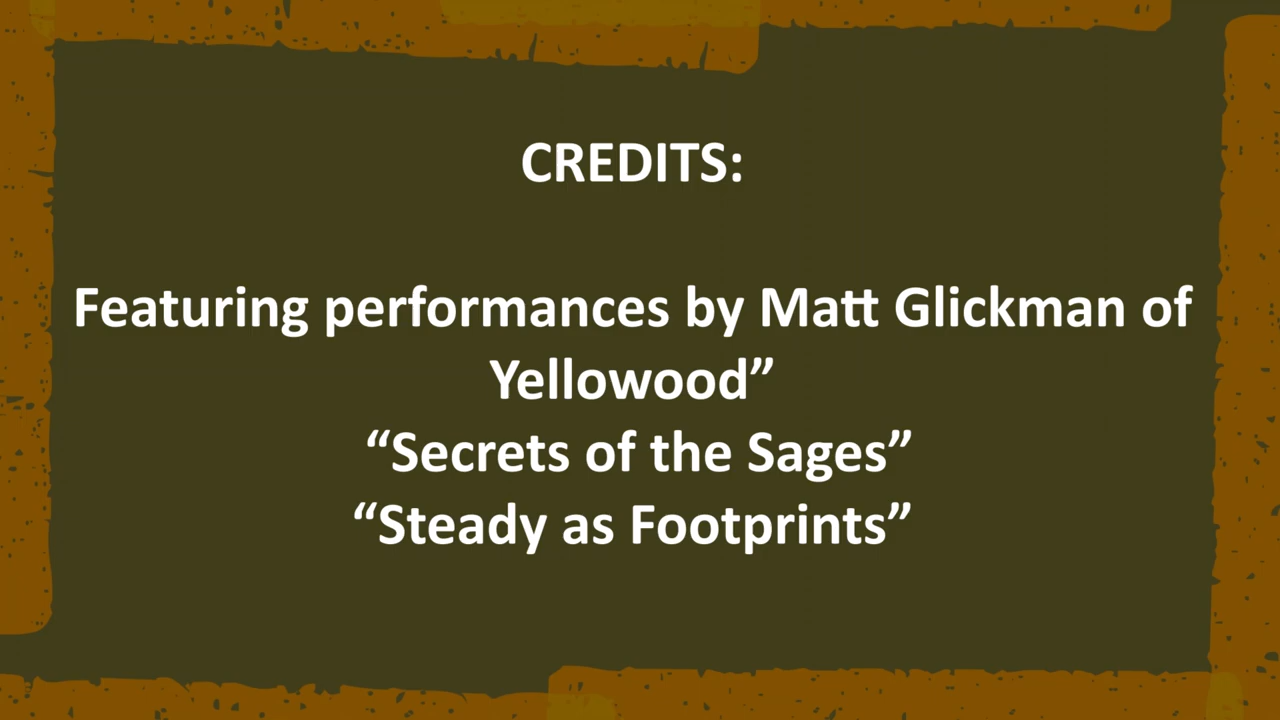 CREDITS:
Featuring performances by Matt Glickman of
Yellowood”
“Secrets of the Sages”
“Steady as Footprints”